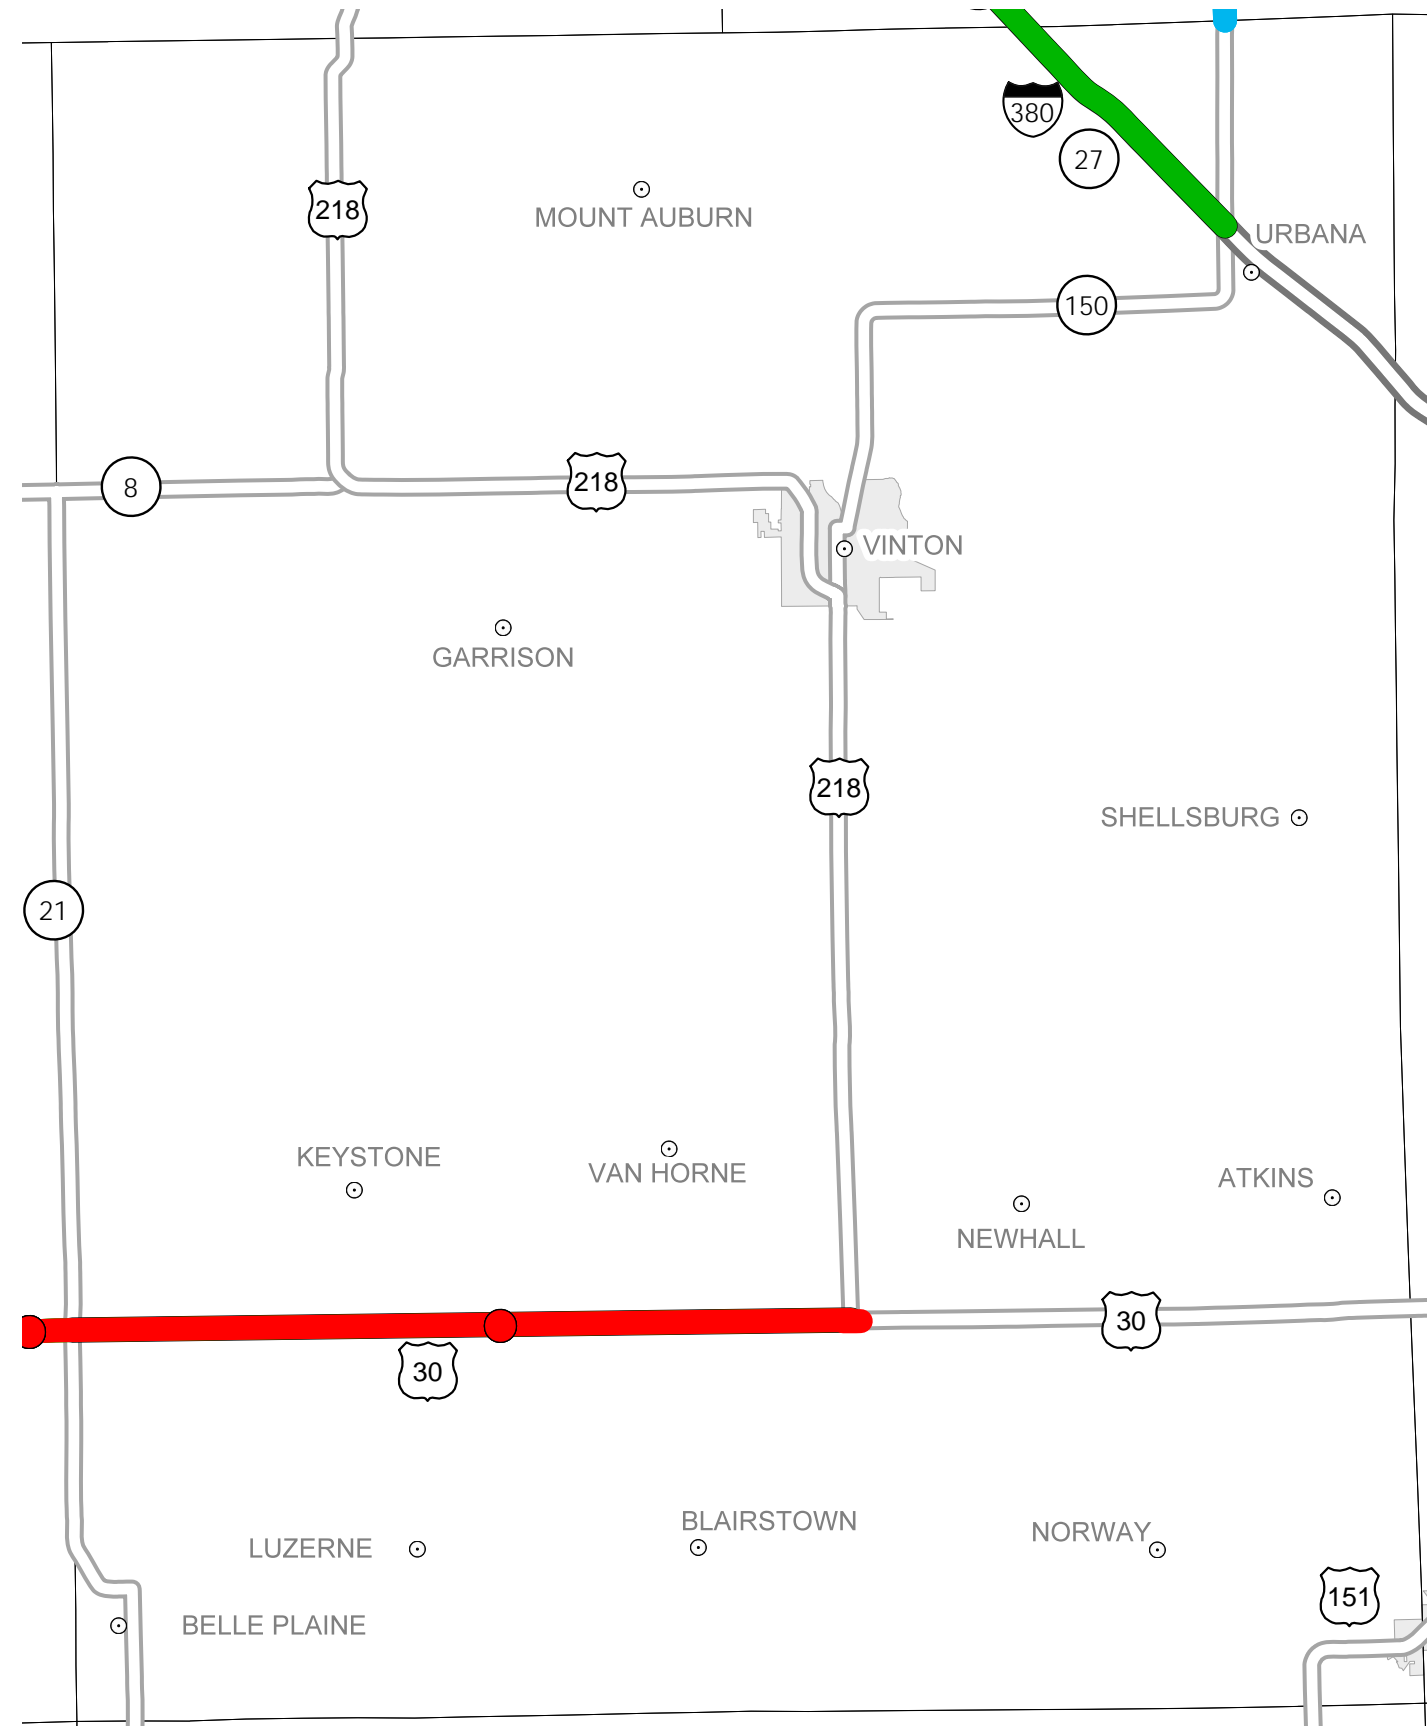 380
27
218
MOUNT AUBURN
URBANA
150
8
218
VINTON
GARRISON
218
SHELLSBURG
21
KEYSTONE
VAN HORNE
ATKINS
NEWHALL
30
30
BLAIRSTOWN
NORWAY
LUZERNE
151
BELLE PLAINE